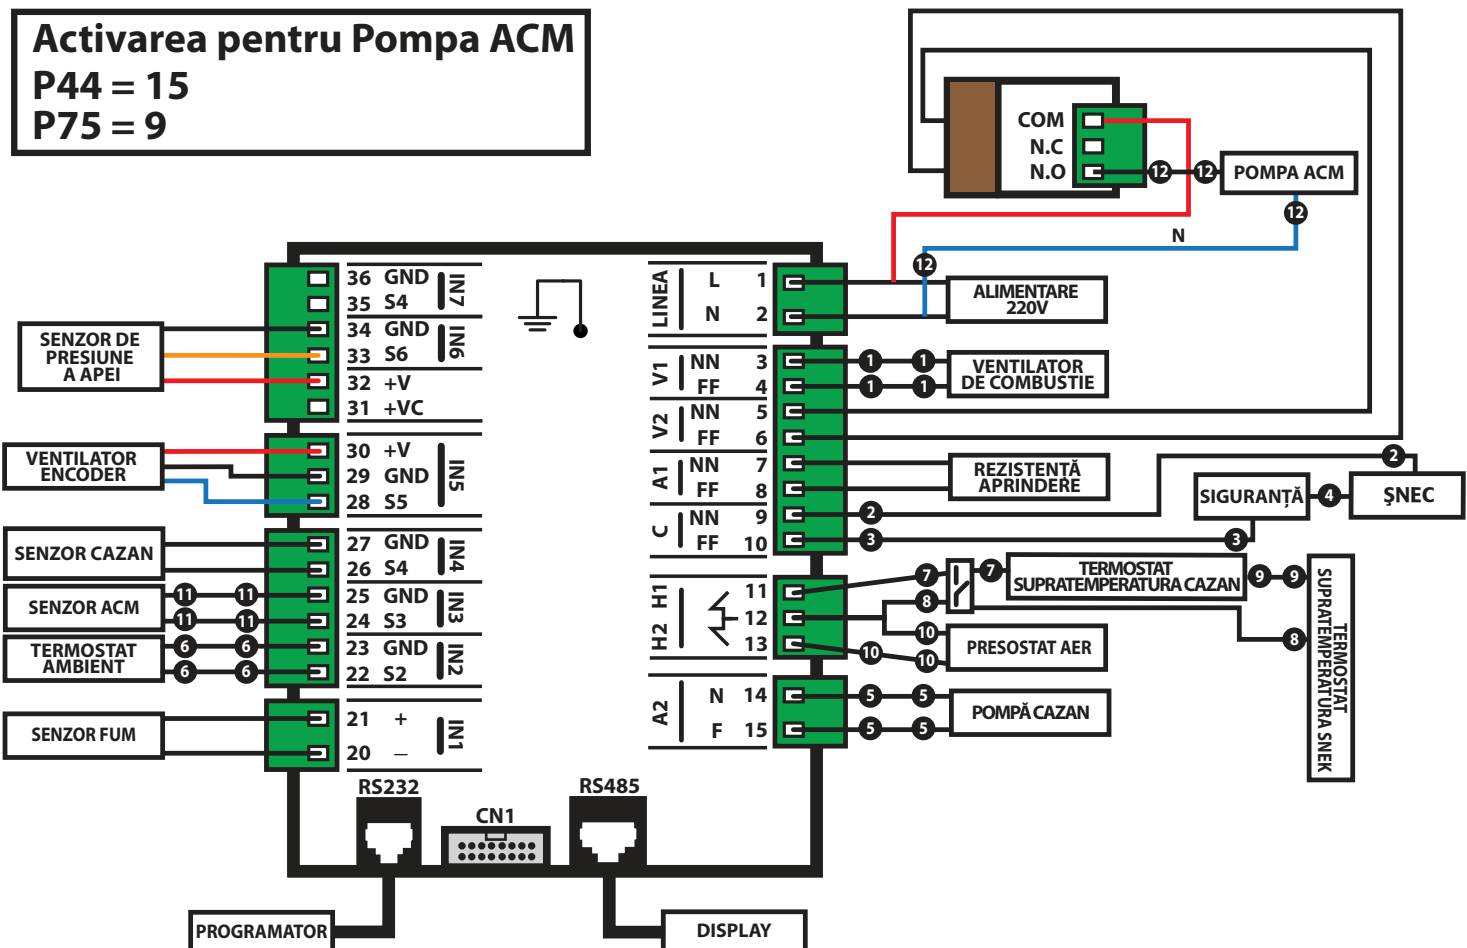 Activarea pentru Pompa ACM
P44 = 15
P75 = 9
COM
N.C
N.O
12
12
POMPA ACM
12
N
12
SENZOR DE
PRESIUNE
A APEI
36 GND
35 S4
IN7
34 GND
33 S6
IN6
32 +V
31 +VC
VENTILATOR
ENCODER
30 +V
29 GND
28 S5
IN5
SENZOR CAZAN
27 GND
26 S4
IN4
SENZOR ACM
11
11
11
11
25 GND
24 S3
IN3
TERMOSTAT
AMBIENT
6
6
6
6
23 GND
22 S2
IN2
SENZOR FUM
21 +
20 –
IN1
LINEA
L 1
N 2
ALIMENTARE
220V
V1
NN 3
FF 4
1
1
1
1
VENTILATOR
DE COMBUSTIE
V2
NN 5
FF 6
A1
NN 7
FF 8
REZISTENȚĂ
APRINDERE
C
NN 9
FF 10
2
3
2
SIGURANȚĂ
4
ŞNEC
3
H1
H2
11
12
13
7
8
10
10
10
7
TERMOSTAT
SUPRATEMPERATURA CAZAN
9
9
8
PRESOSTAT AER
TERMOSTAT
SUPRATEMPERATURA SNEK
A2
N 14
F 15
5
5
5
5
POMPĂ CAZAN
RS232
CN1
RS485
PROGRAMATOR
DISPLAY